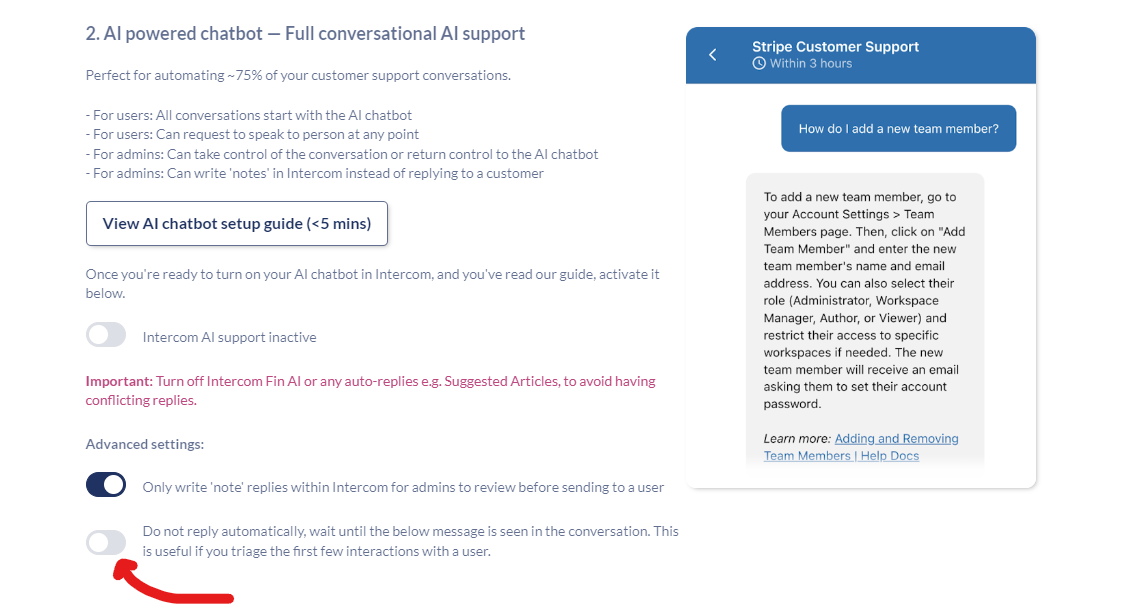 2. AI powered chatbot — Full conversational AI support
Perfect for automating ~75% of your customer support conversations.
- For users: All conversations start with the AI chatbot
- For users: Can request to speak to person at any point
- For admins: Can take control of the conversation or return control to the AI chatbot
- For admins: Can write 'notes' in Intercom instead of replying to a customer
View AI chatbot setup guide (<5 mins)
Once you're ready to turn on your AI chatbot in Intercom, and you've read our guide, activate it
below.
Intercom AI support inactive
Important: Turn off Intercom Fin AI or any auto-replies e.g. Suggested Articles, to avoid having
conflicting replies.
Advanced settings:
Only write 'note' replies within Intercom for admins to review before sending to a user
Do not reply automatically, wait until the below message is seen in the conversation. This
is useful if you triage the first few interactions with a user.
Stripe Customer Support
Within 3 hours
How do I add a new team member?
To add a new team member, go to
your Account Settings > Team
Members page. Then, click on "Add
Team Member" and enter the new
team member's name and email
address. You can also select their
role (Administrator, Workspace
Manager, Author, or Viewer) and
restrict their access to specific
workspaces if needed. The new
team member will receive an email
asking them to set their account
password.
Learn more: Adding and Removing
Team Members | Help Docs